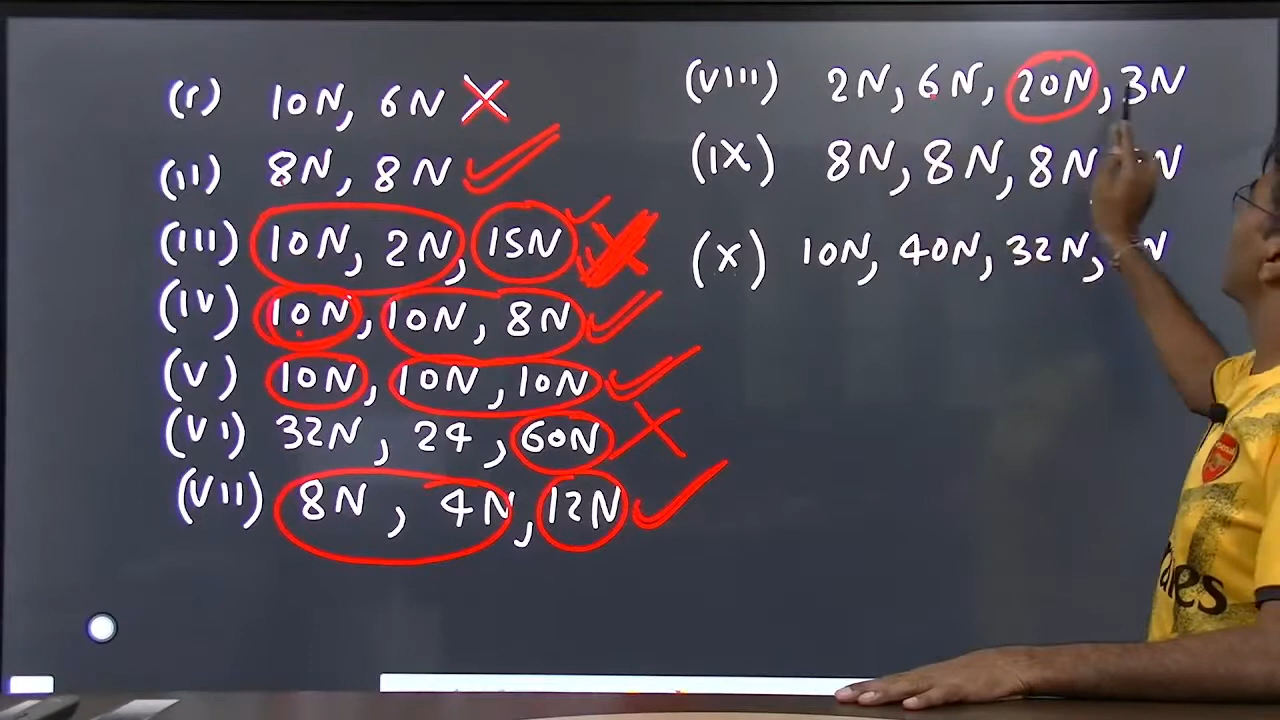 (I) 10N, 6N
(II) 8N, 8N
(III) 10N, 2N, 15N
(IV) 10N, 10N, 8N
(V) 10N, 10N, 10N
(VI) 32N, 24, 60N
(VII) 8N, 4N, 12N
(VIII) 2N, 6N, 20N, 3N
(IX) 8N, 8N, 8N N
(X) 10N, 40N, 32N, N
Arsenal